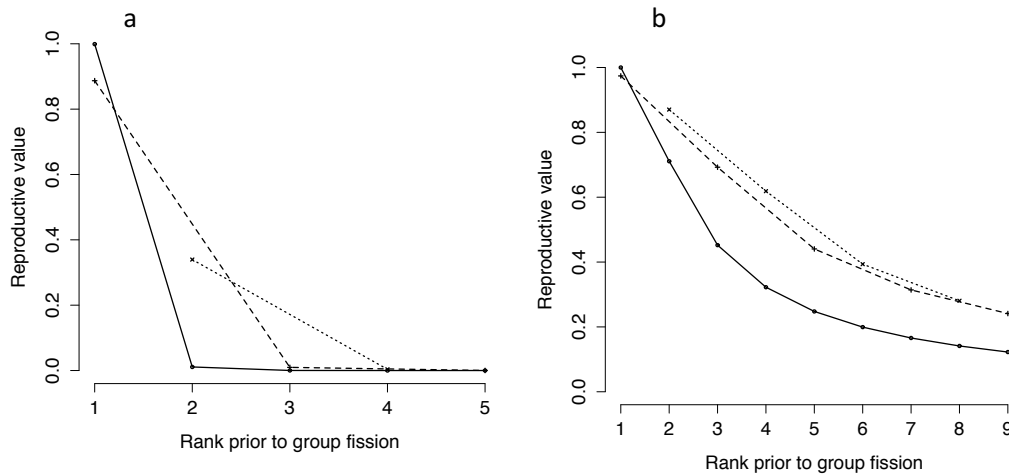 a
Reproductive value
1.0
0.8
0.6
0.4
0.2
0.0
1 2 3 4 5
Rank prior to group fission
b
Reproductive value
1.0
0.8
0.6
0.4
0.2
0.0
1 2 3 4 5 6 7 8 9
Rank prior to group fission